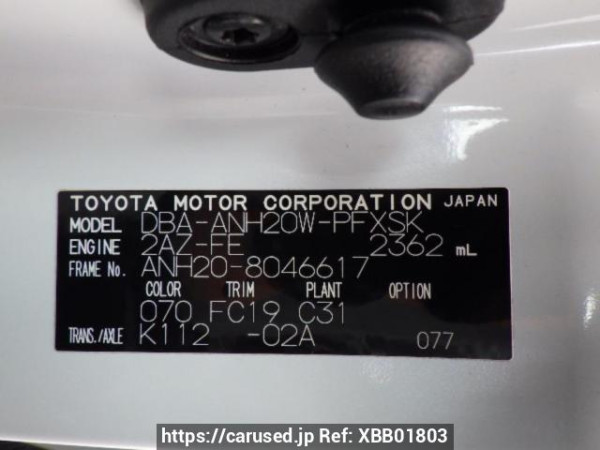 TOYOTA MOTOR CORPORATION JAPAN
MODEL DBA-ANH20W-PFXSK
ENGINE 2AZ-FE 2362 mL
FRAME No. ANH20-8046617
COLOR TRIM PLANT OPTION
070 FC19 C31
TRANS./AXLE K112 -02A 077
https://carused.jp Ref: XBB01803